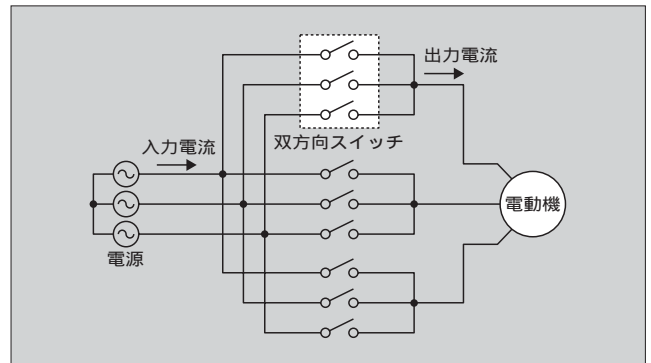 出力電流
双方向スイッチ
入力電流
電動機
電源